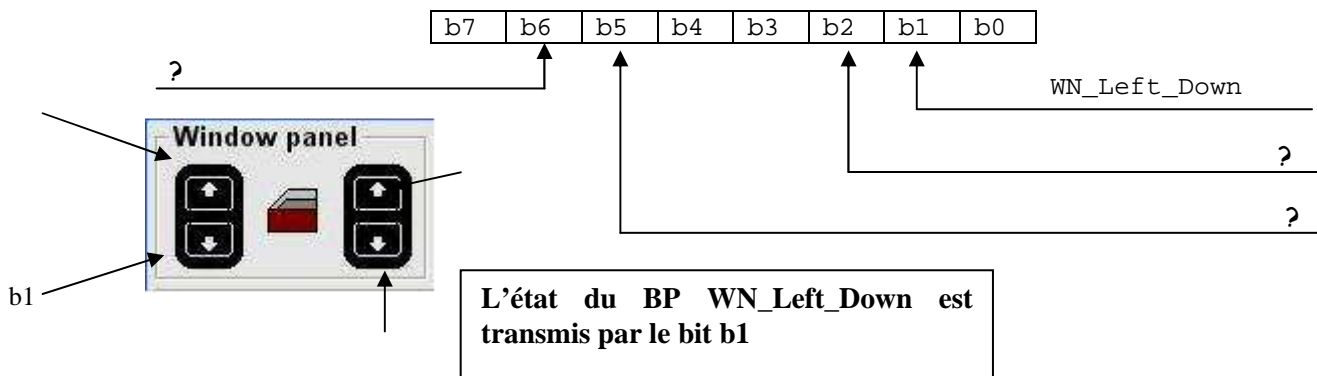 b7 b6 b5 b4 b3 b2 b1 b0
?
WN_Left_Down
Window panel
?
?
b1
L'état du BP WN_Left_Down est
transmis par le bit b1